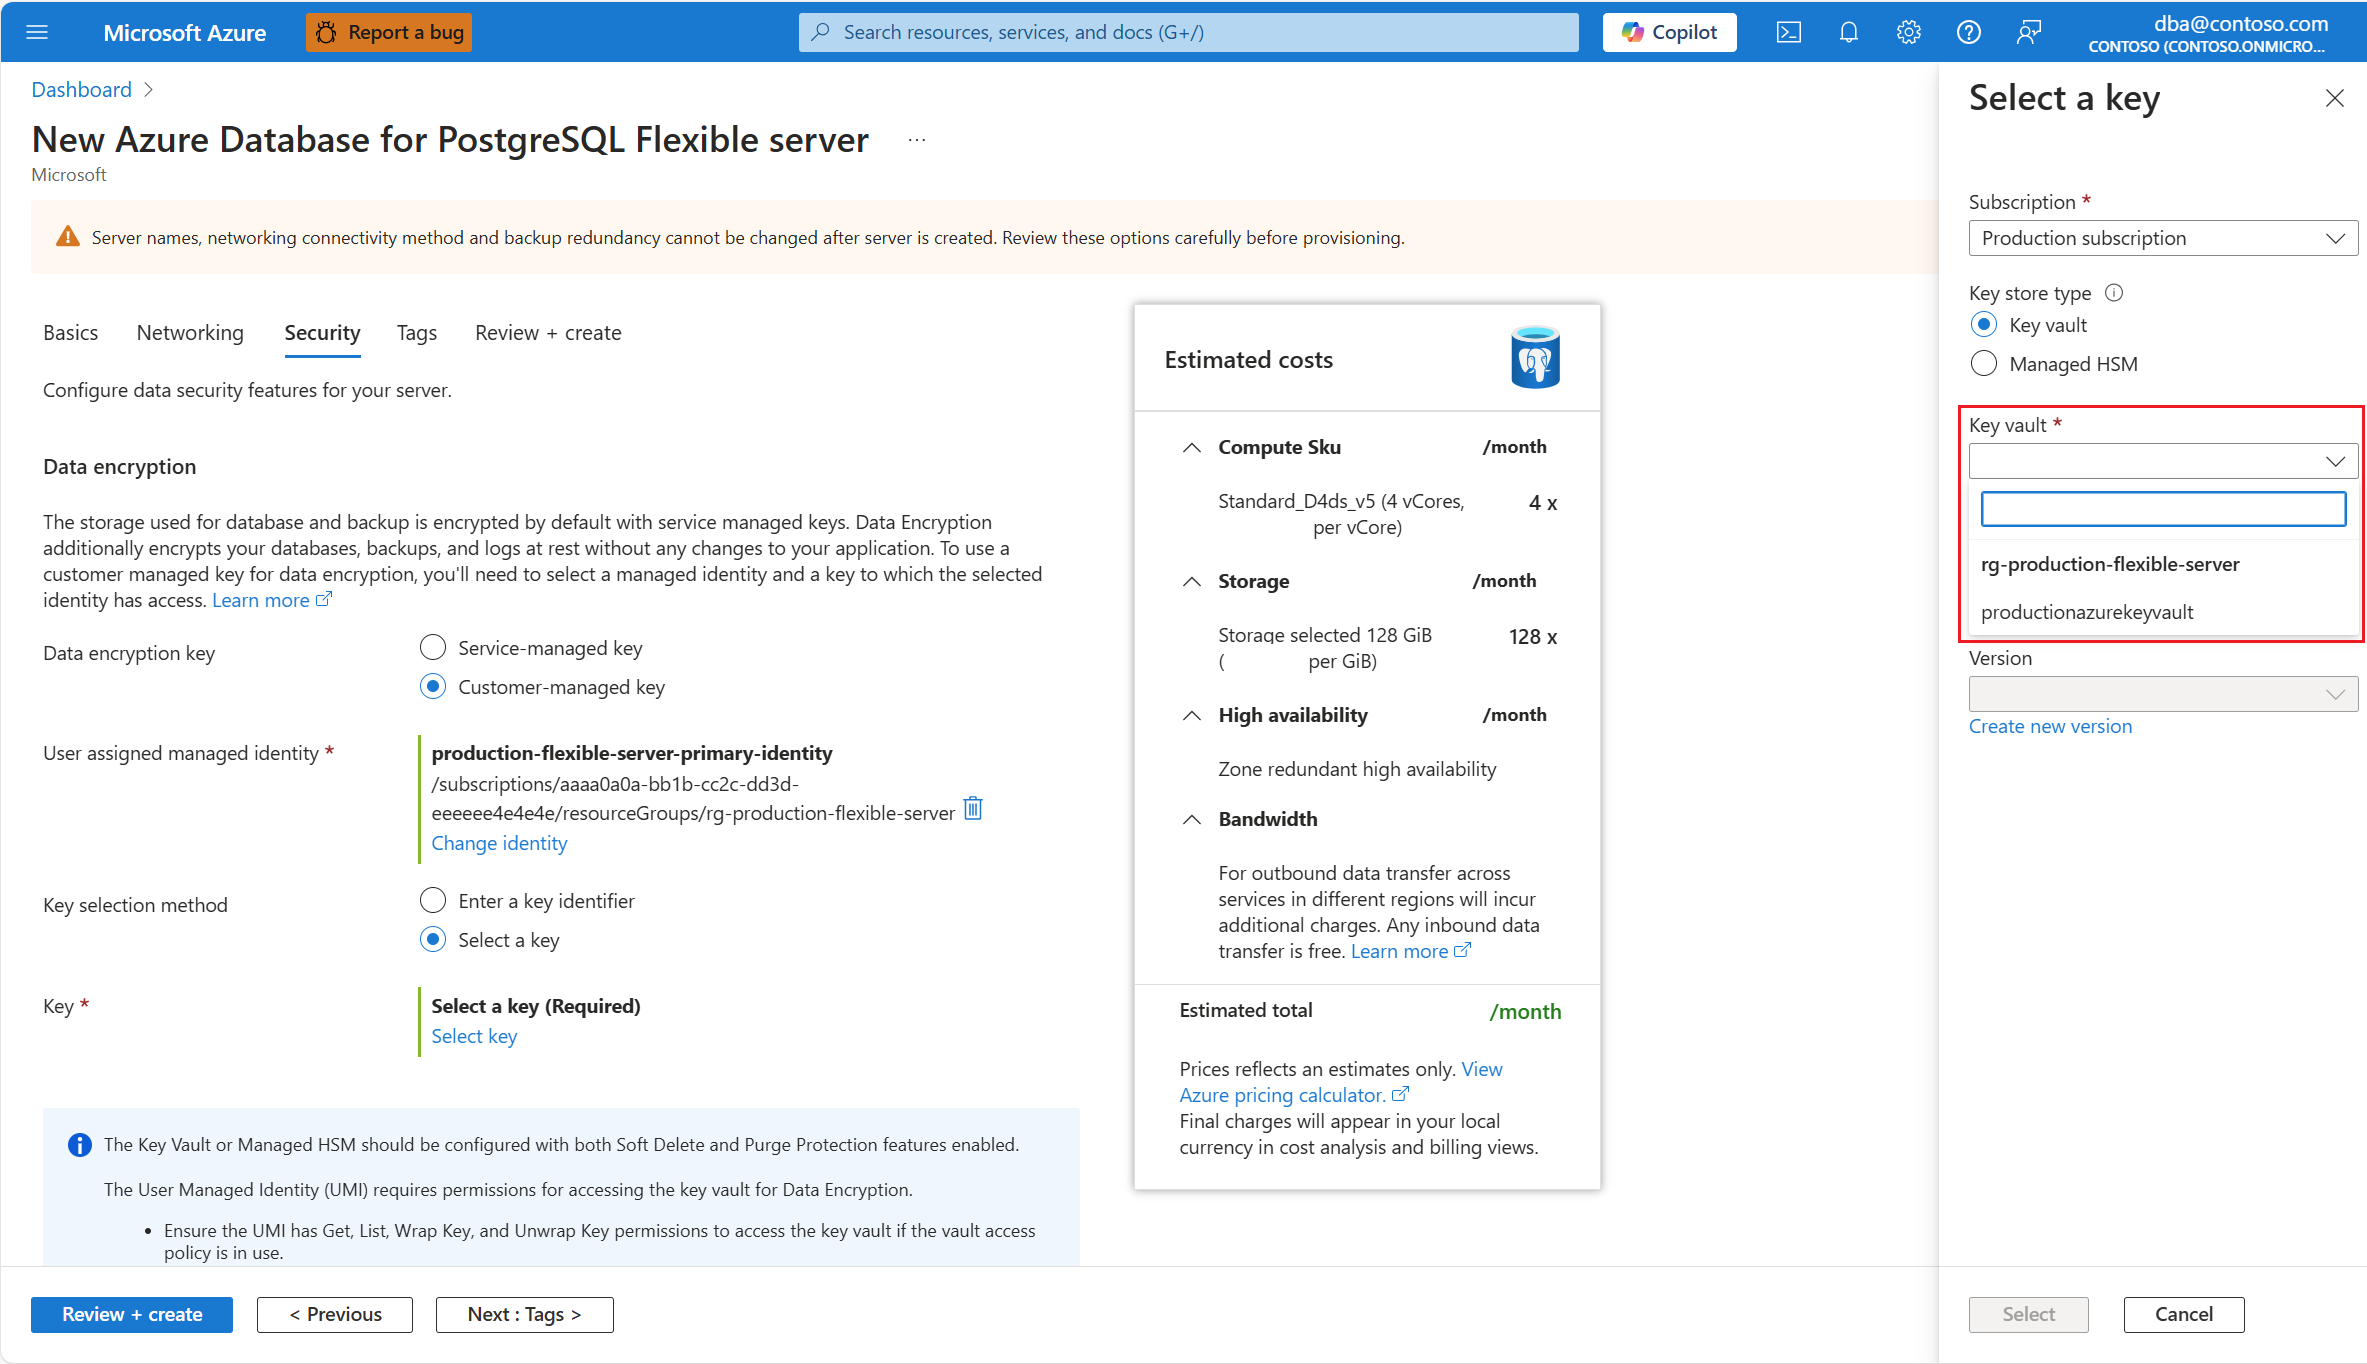 Microsoft Azure
Report a bug
Search resources, services, and docs (G+/)
Copilot
dba@contoso.com
CONTOSO (CONTOSO.ONMICRO...
Dashboard
New Azure Database for PostgreSQL Flexible server
...
Microsoft
Server names, networking connectivity method and backup redundancy cannot be changed after server is created. Review these options carefully before provisioning.
Basics
Networking
Security
Tags
Review + create
Configure data security features for your server.
Data encryption
The storage used for database and backup is encrypted by default with service managed keys. Data Encryption
additionally encrypts your databases, backups, and logs at rest without any changes to your application. To use a
customer managed key for data encryption, you'll need to select a managed identity and a key to which the selected
identity has access. Learn more
Data encryption key
Service-managed key
Customer-managed key
User assigned managed identity *
production-flexible-server-primary-identity
/subscriptions/aaaa0a0a-bb1b-cc2c-dd3d-
eeeeee4e4e4e/resourceGroups/rg-production-flexible-server
Change identity
Key selection method
Enter a key identifier
Select a key
Key *
Select a key (Required)
Select key
The Key Vault or Managed HSM should be configured with both Soft Delete and Purge Protection features enabled.
The User Managed Identity (UMI) requires permissions for accessing the key vault for Data Encryption.
• Ensure the UMI has Get, List, Wrap Key, and Unwrap Key permissions to access the key vault if the vault access
policy is in use.
Review + create
< Previous
Next : Tags >
Estimated costs
Compute Sku /month
Standard_D4ds_v5 (4 vCores, 4 x
per vCore)
Storage /month
Storage selected 128 GiB 128 x
( per GiB)
High availability /month
Zone redundant high availability
Bandwidth
For outbound data transfer across
services in different regions will incur
additional charges. Any inbound data
transfer is free. Learn more
Estimated total /month
Prices reflects an estimates only. View
Azure pricing calculator.
Final charges will appear in your local
currency in cost analysis and billing views.
Select a key
Subscription *
Production subscription
Key store type
Key vault
Managed HSM
Key vault *
rg-production-flexible-server
productionazurekeyvault
Version
Create new version
Select
Cancel